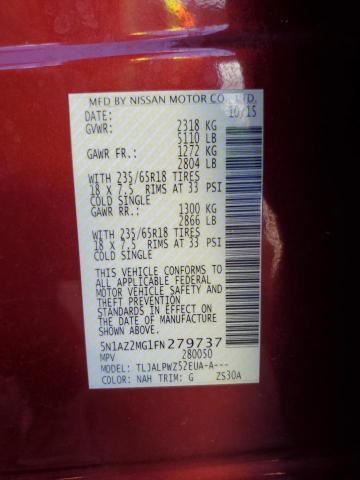 MFD BY NISSAN MOTOR CO., LTD.
DATE: 10/15
GVWR: 2318 KG
5110 LB
GAWR FR.: 1272 KG
2804 LB
WITH 235/65R18 TIRES
18 X 7.5 RIMS AT 33 PSI
COLD SINGLE
GAWR RR.: 1300 KG
2866 LB
WITH 235/65R18 TIRES
18 X 7.5 RIMS AT 33 PSI
COLD SINGLE
THIS VEHICLE CONFORMS TO
ALL APPLICABLE FEDERAL
MOTOR VEHICLE SAFETY AND
THEFT PREVENTION
STANDARDS IN EFFECT ON
THE DATE OF MANUFACTURE
SHOWN ABOVE.
5N1AZ2MG1FN279737
MPV 280050
MODEL: TLJALPWZ52EUA-A---
COLOR: NAH TRIM: G ZS30A